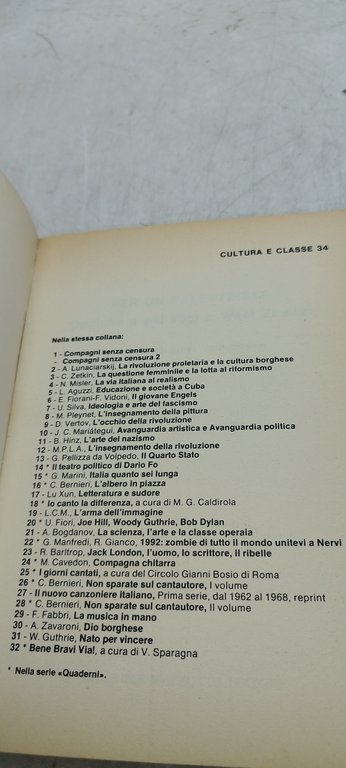 CULTURA E CLASSE 34
Nella stessa collana:
1 - Compagni senza censura
- Compagni senza censura 2
2 - A. Lunaciarskij, La rivoluzione proletaria e la cultura borghese
3 - C. Zetkin, La questione femminile e la lotta al riformismo
4 - N. Misler, La via italiana al realismo
5 - L. Aguzzi, Educazione e società a Cuba
6 - E. Fiorani-F. Vidoni, Il giovane Engels
7 - U. Silva, Ideologia e arte del fascismo
8 - M. Pleynet, L'insegnamento della pittura
9 - D. Vertov, L'occhio della rivoluzione
10 - J. C. Mariátegui, Avanguardia artistica e Avanguardia politica
11 - B. Hinz, L'arte del nazismo
12 - M.P.L.A., L'insegnamento della rivoluzione
13 - G. Pellizza da Volpedo, Il Quarto Stato
14 * Il teatro politico di Dario Fo
15 * G. Marini, Italia quanto sei lunga
16 * C. Bernieri, L'albero in piazza
17 - Lu Xun, Letteratura e sudore
18 * Io canto la differenza, a cura di M. G. Caldirola
19 - L.C.M., L'arma dell'immagine
20 * U. Fiori, Joe Hill, Woody Guthrie, Bob Dylan
21 - A. Bogdanov, La scienza, l'arte e la classe operaia
22 * G. Manfredi, R. Gianco, 1992: zombie di tutto il mondo unitevi a Nervi
23 - R. Barltrop, Jack London, l'uomo, lo scrittore, il ribelle
24 * M. Cavedon, Compagna chitarra
25 * I giorni cantati, a cura del Circolo Gianni Bosio di Roma
26 * C. Bernieri, Non sparate sul cantautore, I volume
27 - Il nuovo canzoniere italiano, Prima serie, dal 1962 al 1968, reprint
28 * C. Bernieri, Non sparate sul cantautore, II volume
29 - F. Fabbri, La musica in mano
30 - A. Zavaroni, Dio borghese
31 - W. Guthrie, Nato per vincere
32 * Bene Bravi Via!, a cura di V. Sparagna
* Nella serie «Quaderni».